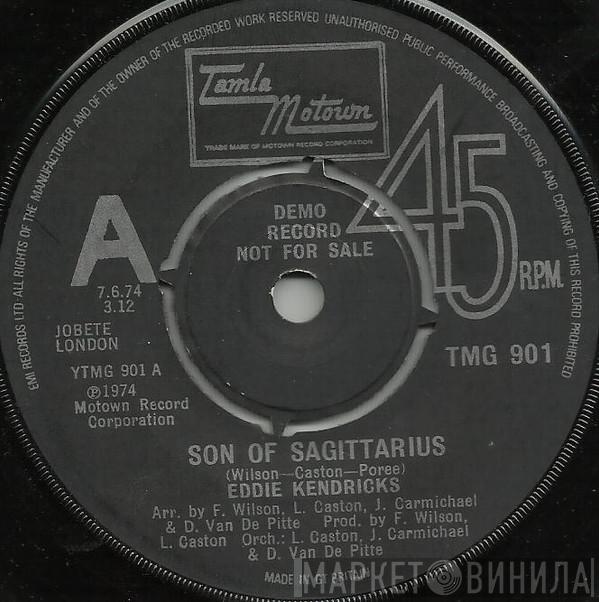 EMI RECORDS LTD·ALL RIGHTS OF THE MANUFACTURER AND OF THE OWNER OF THE RECORDED WORK RESERVED UNAUTHORISED PUBLIC PERFORMANCE BROADCASTING AND COPYING OF THIS RECORD PROHIBITED
Tamla
Motown
TRADE MARK OF MOTOWN RECORD CORPORATION
A
45
R.P.M.
DEMO
RECORD
NOT FOR SALE
7.6.74
3.12
JOBETE
LONDON
YTMG 901 A
℗1974
Motown Record
Corporation
TMG 901
SON OF SAGITTARIUS
(Wilson—Caston—Poree)
EDDIE KENDRICKS
Arr. by F. Wilson, L. Caston, J. Carmichael
& D. Van De Pitte Prod. by F. Wilson,
L. Caston Orch.: L. Caston, J. Carmichael
& D. Van De Pitte
MADE IN GT BRITAIN
МАРКЕТ ВИНИЛА